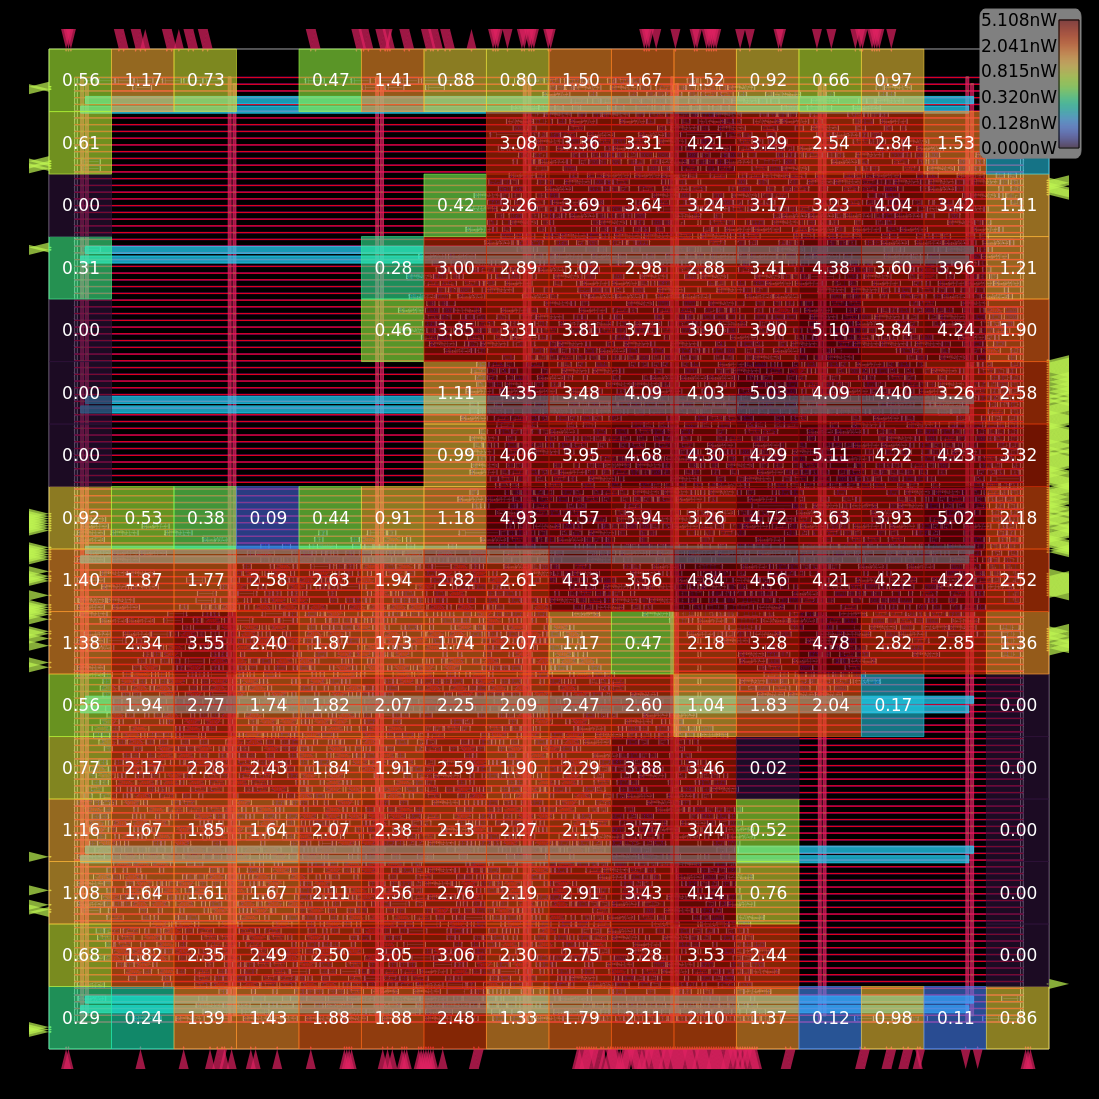 5.108nW
2.041nW
0.815nW
0.320nW
0.128nW
0.000nW
0.56 1.17 0.73 0.47 1.41 0.88 0.80 1.50 1.67 1.52 0.92 0.66 0.97
0.61 3.08 3.36 3.31 4.21 3.29 2.54 2.84 1.53
0.00 0.42 3.26 3.69 3.64 3.24 3.17 3.23 4.04 3.42 1.11
0.31 0.28 3.00 2.89 3.02 2.98 2.88 3.41 4.38 3.60 3.96 1.21
0.00 0.46 3.85 3.31 3.81 3.71 3.90 3.90 5.10 3.84 4.24 1.90
0.00 1.11 4.35 3.48 4.09 4.03 5.03 4.09 4.40 3.26 2.58
0.00 0.99 4.06 3.95 4.68 4.30 4.29 5.11 4.22 4.23 3.32
0.92 0.53 0.38 0.09 0.44 0.91 1.18 4.93 4.57 3.94 3.26 4.72 3.63 3.93 5.02 2.18
1.40 1.87 1.77 2.58 2.63 1.94 2.82 2.61 4.13 3.56 4.84 4.56 4.21 4.22 4.22 2.52
1.38 2.34 3.55 2.40 1.87 1.73 1.74 2.07 1.17 0.47 2.18 3.28 4.78 2.82 2.85 1.36
0.56 1.94 2.77 1.74 1.82 2.07 2.25 2.09 2.47 2.60 1.04 1.83 2.04 0.17 0.00
0.77 2.17 2.28 2.43 1.84 1.91 2.59 1.90 2.29 3.88 3.46 0.02 0.00
1.16 1.67 1.85 1.64 2.07 2.38 2.13 2.27 2.15 3.77 3.44 0.52 0.00
1.08 1.64 1.61 1.67 2.11 2.56 2.76 2.19 2.91 3.43 4.14 0.76 0.00
0.68 1.82 2.35 2.49 2.50 3.05 3.06 2.30 2.75 3.28 3.53 2.44 0.00
0.29 0.24 1.39 1.43 1.88 1.88 2.48 1.33 1.79 2.11 2.10 1.37 0.12 0.98 0.11 0.86